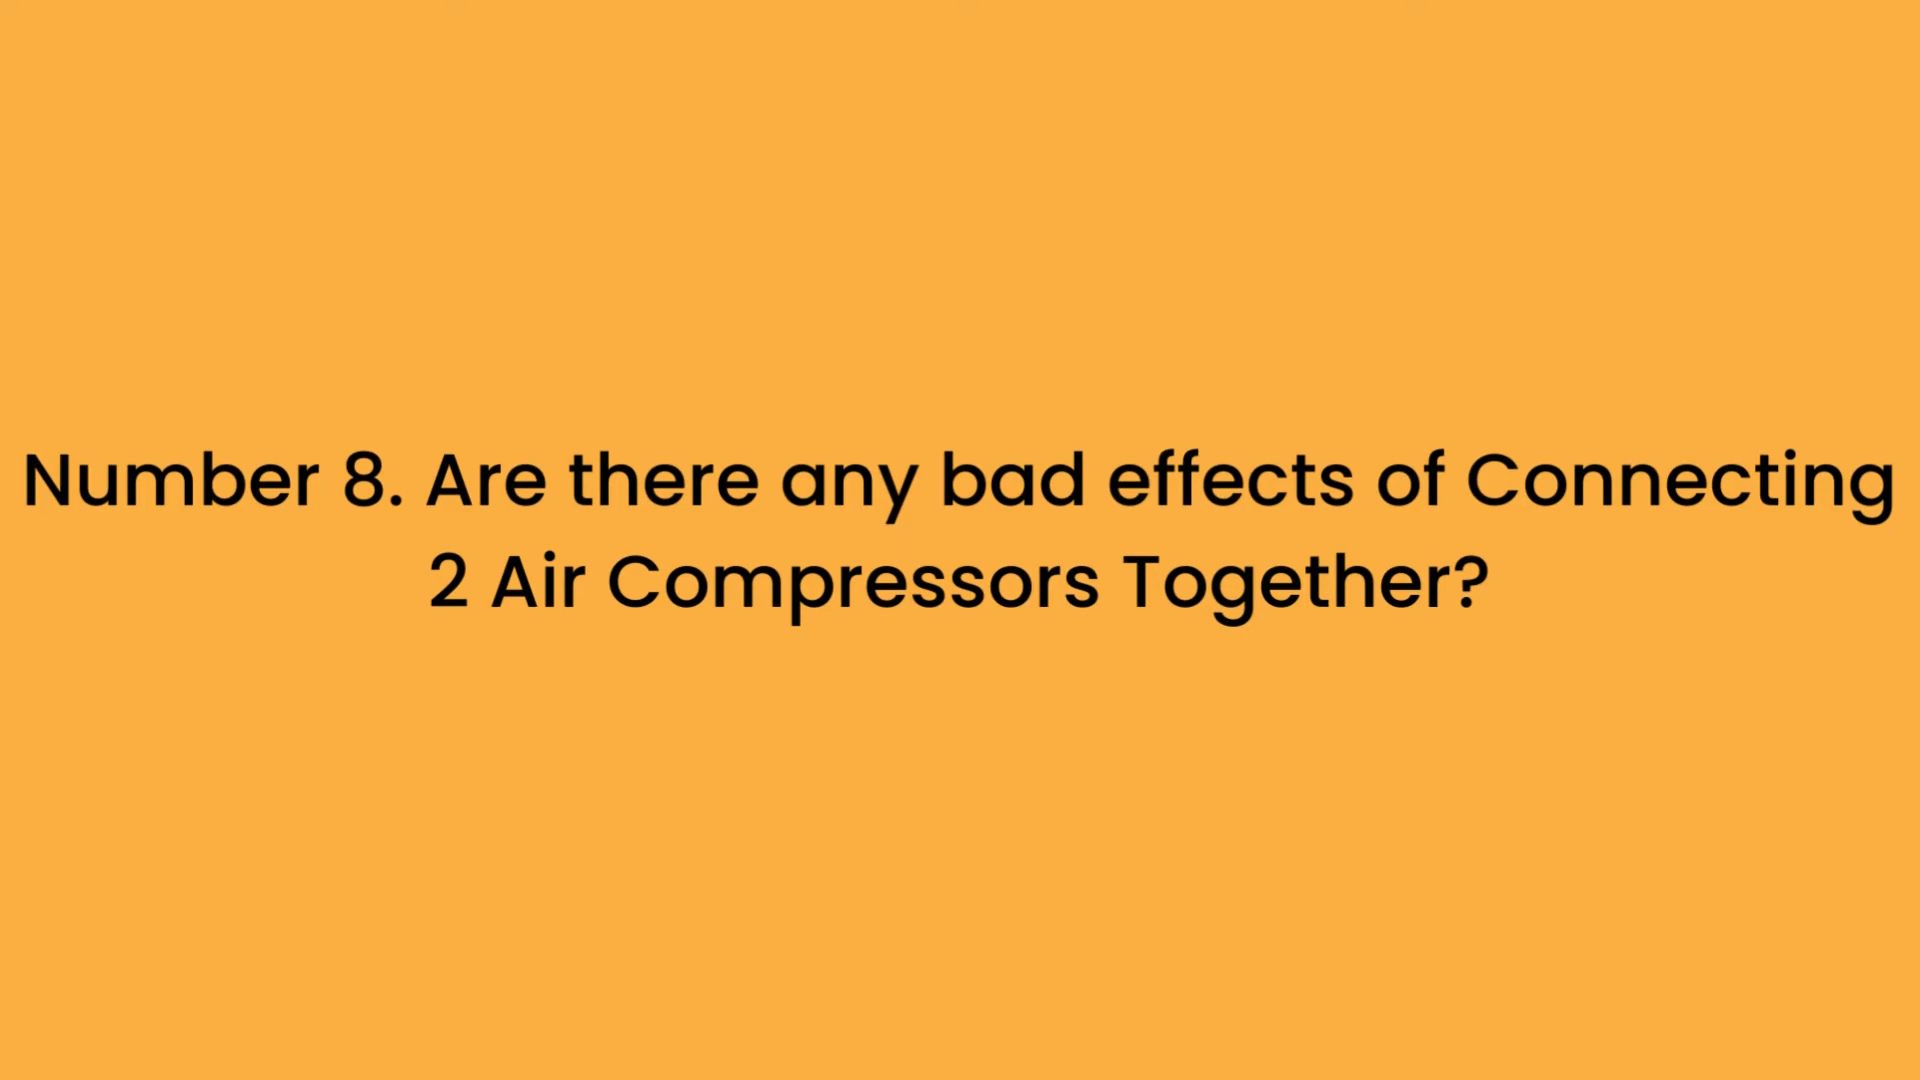 Number 8. Are there any bad effects of Connecting
2 Air Compressors Together?